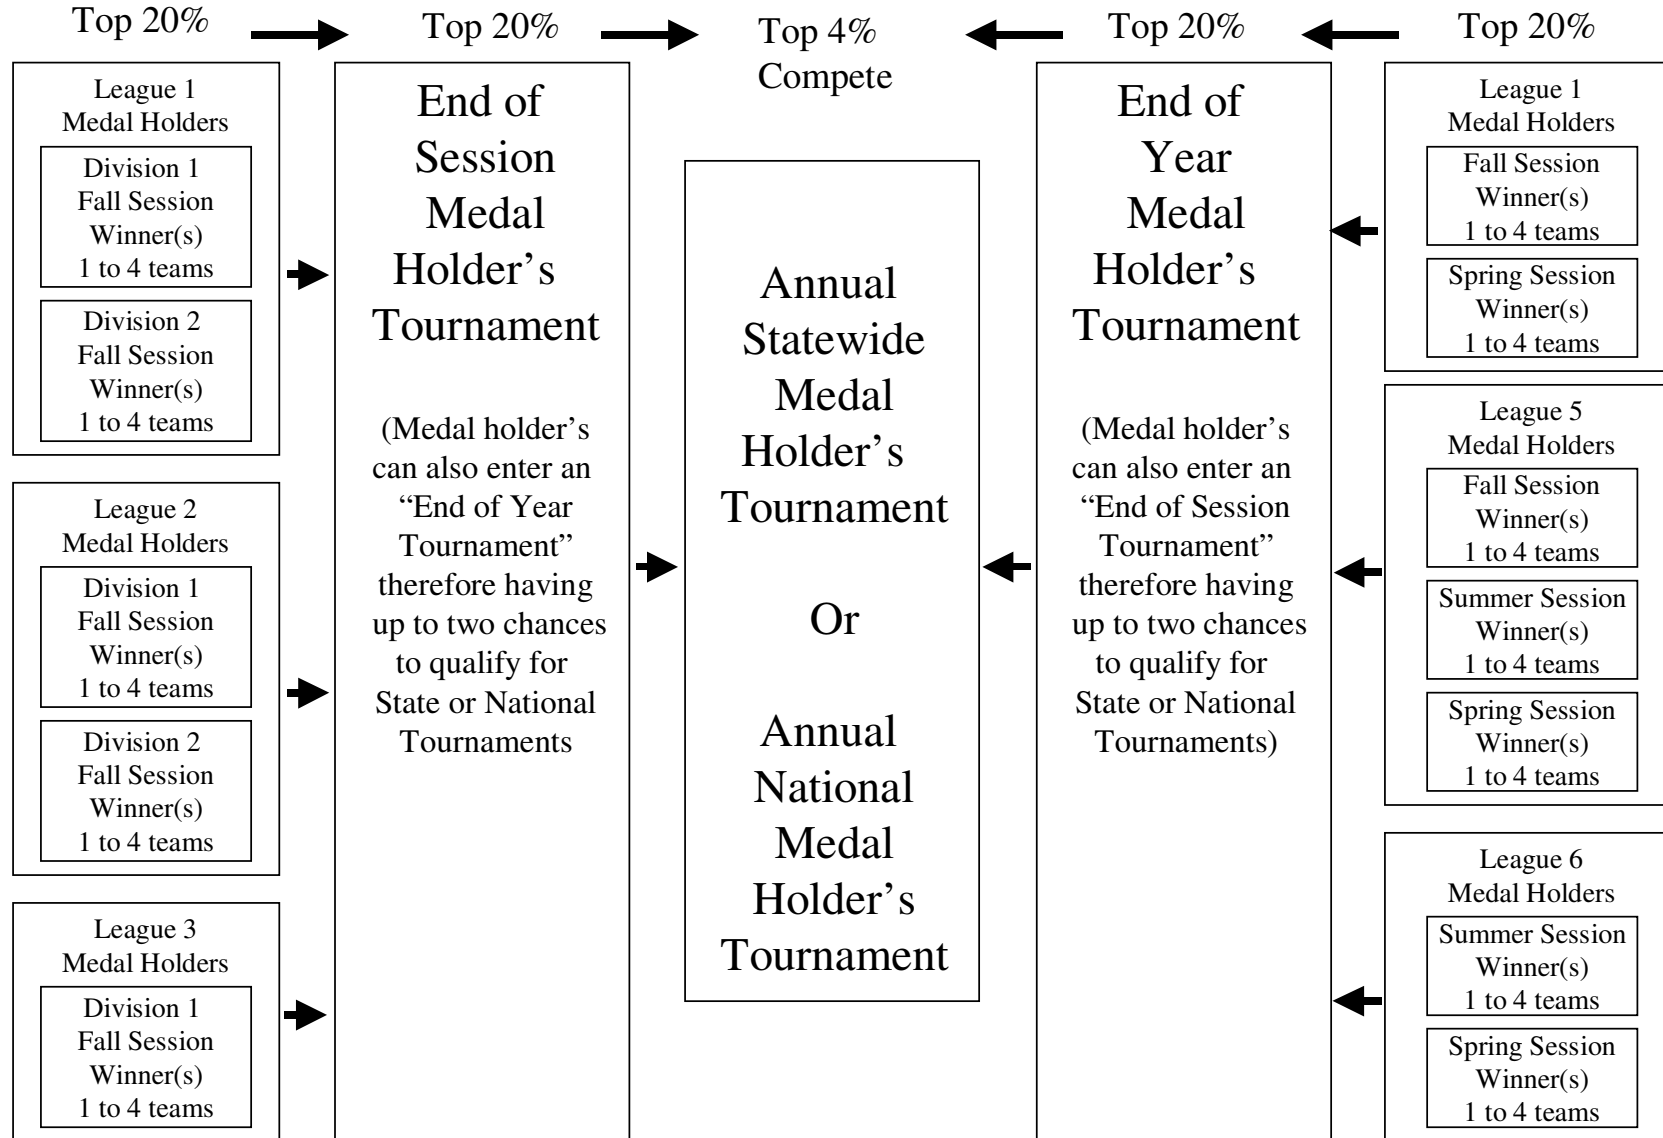 Top 20%
Top 20%
Top 4%
Compete
Top 20%
Top 20%
League 1
Medal Holders
Division 1
Fall Session
Winner(s)
1 to 4 teams
Division 2
Fall Session
Winner(s)
1 to 4 teams
League 2
Medal Holders
Division 1
Fall Session
Winner(s)
1 to 4 teams
Division 2
Fall Session
Winner(s)
1 to 4 teams
League 3
Medal Holders
Division 1
Fall Session
Winner(s)
1 to 4 teams
End of
Session
Medal
Holder’s
Tournament
(Medal holder’s
can also enter an
“End of Year
Tournament”
therefore having
up to two chances
to qualify for
State or National
Tournaments
Annual
Statewide
Medal
Holder’s
Tournament
Or
Annual
National
Medal
Holder’s
Tournament
End of
Year
Medal
Holder’s
Tournament
(Medal holder’s
can also enter an
“End of Session
Tournament”
therefore having
up to two chances
to qualify for
State or National
Tournaments)
League 1
Medal Holders
Fall Session
Winner(s)
1 to 4 teams
Spring Session
Winner(s)
1 to 4 teams
League 5
Medal Holders
Fall Session
Winner(s)
1 to 4 teams
Summer Session
Winner(s)
1 to 4 teams
Spring Session
Winner(s)
1 to 4 teams
League 6
Medal Holders
Summer Session
Winner(s)
1 to 4 teams
Spring Session
Winner(s)
1 to 4 teams